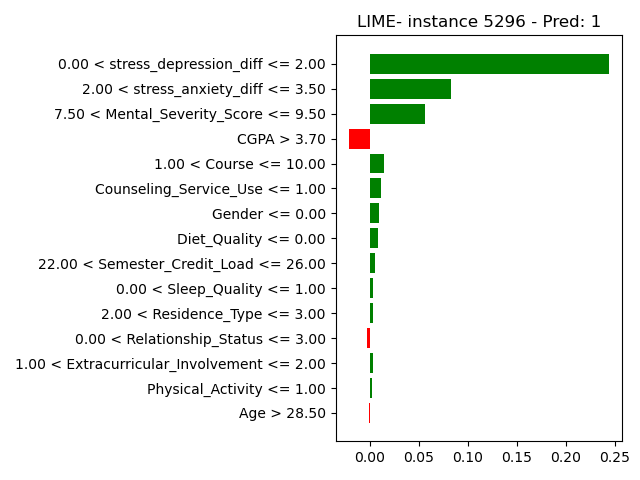 LIME- instance 5296 - Pred: 1
0.00 < stress_depression_diff <= 2.00
2.00 < stress_anxiety_diff <= 3.50
7.50 < Mental_Severity_Score <= 9.50
CGPA > 3.70
1.00 < Course <= 10.00
Counseling_Service_Use <= 1.00
Gender <= 0.00
Diet_Quality <= 0.00
22.00 < Semester_Credit_Load <= 26.00
0.00 < Sleep_Quality <= 1.00
2.00 < Residence_Type <= 3.00
0.00 < Relationship_Status <= 3.00
1.00 < Extracurricular_Involvement <= 2.00
Physical_Activity <= 1.00
Age > 28.50
0.00 0.05 0.10 0.15 0.20 0.25